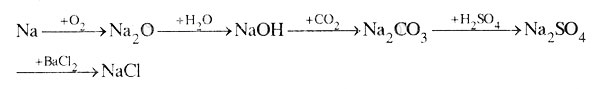 Na —+O₂→ Na₂O —+H₂O→ NaOH —+CO₂→ Na₂CO₃ —+H₂SO₄→ Na₂SO₄
—+BaCl₂→ NaCl